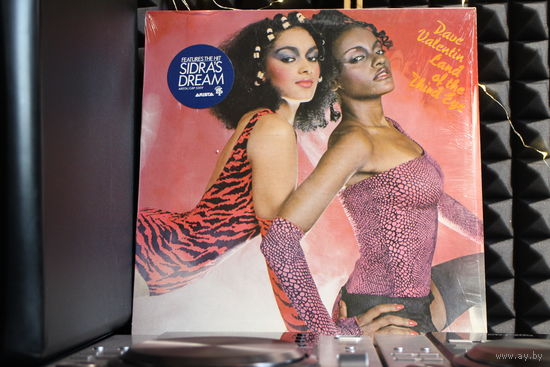 FEATURES THE HIT
SIDRA'S
DREAM
ARISTA
Dave
Valentin
Land
of the
Third Eye
www.ay.by